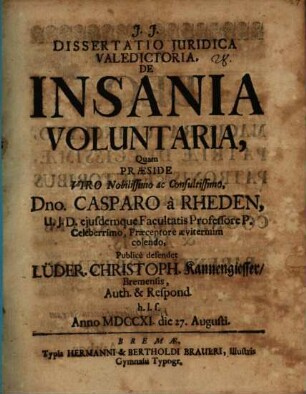 J. J.
DISSERTATIO JURIDICA
VALEDICTORIA,
DE
INSANIA
VOLUNTARIA,
Quam
PRÆSIDE
VIRO Nobilissimo ac Consultissimo,
Dno. CASPARO à RHEDEN,
U. J. D. ejusdemque Facultatis Professore P.
Celeberrimo, Præceptore æviternùm
colendo,
Publicè defendet
LÜDER. CHRISTOPH. Kannengiesser/
Bremensis,
Auth. & Respond.
h. l. s.
Anno MDCCXI. die 27. Augusti.
BREMÆ,
Typis HERMANNI & BERTHOLDI BRAUERI, Illustris
Gymnasii Typogr.